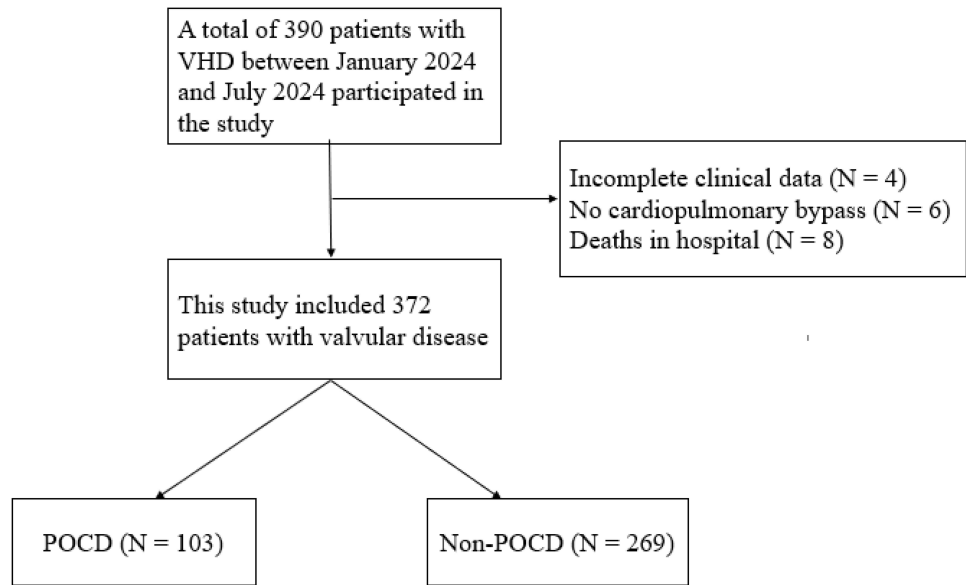 A total of 390 patients with
VHD between January 2024
and July 2024 participated in
the study
Incomplete clinical data (N = 4)
No cardiopulmonary bypass (N = 6)
Deaths in hospital (N = 8)
This study included 372
patients with valvular disease
POCD (N = 103)
Non-POCD (N = 269)